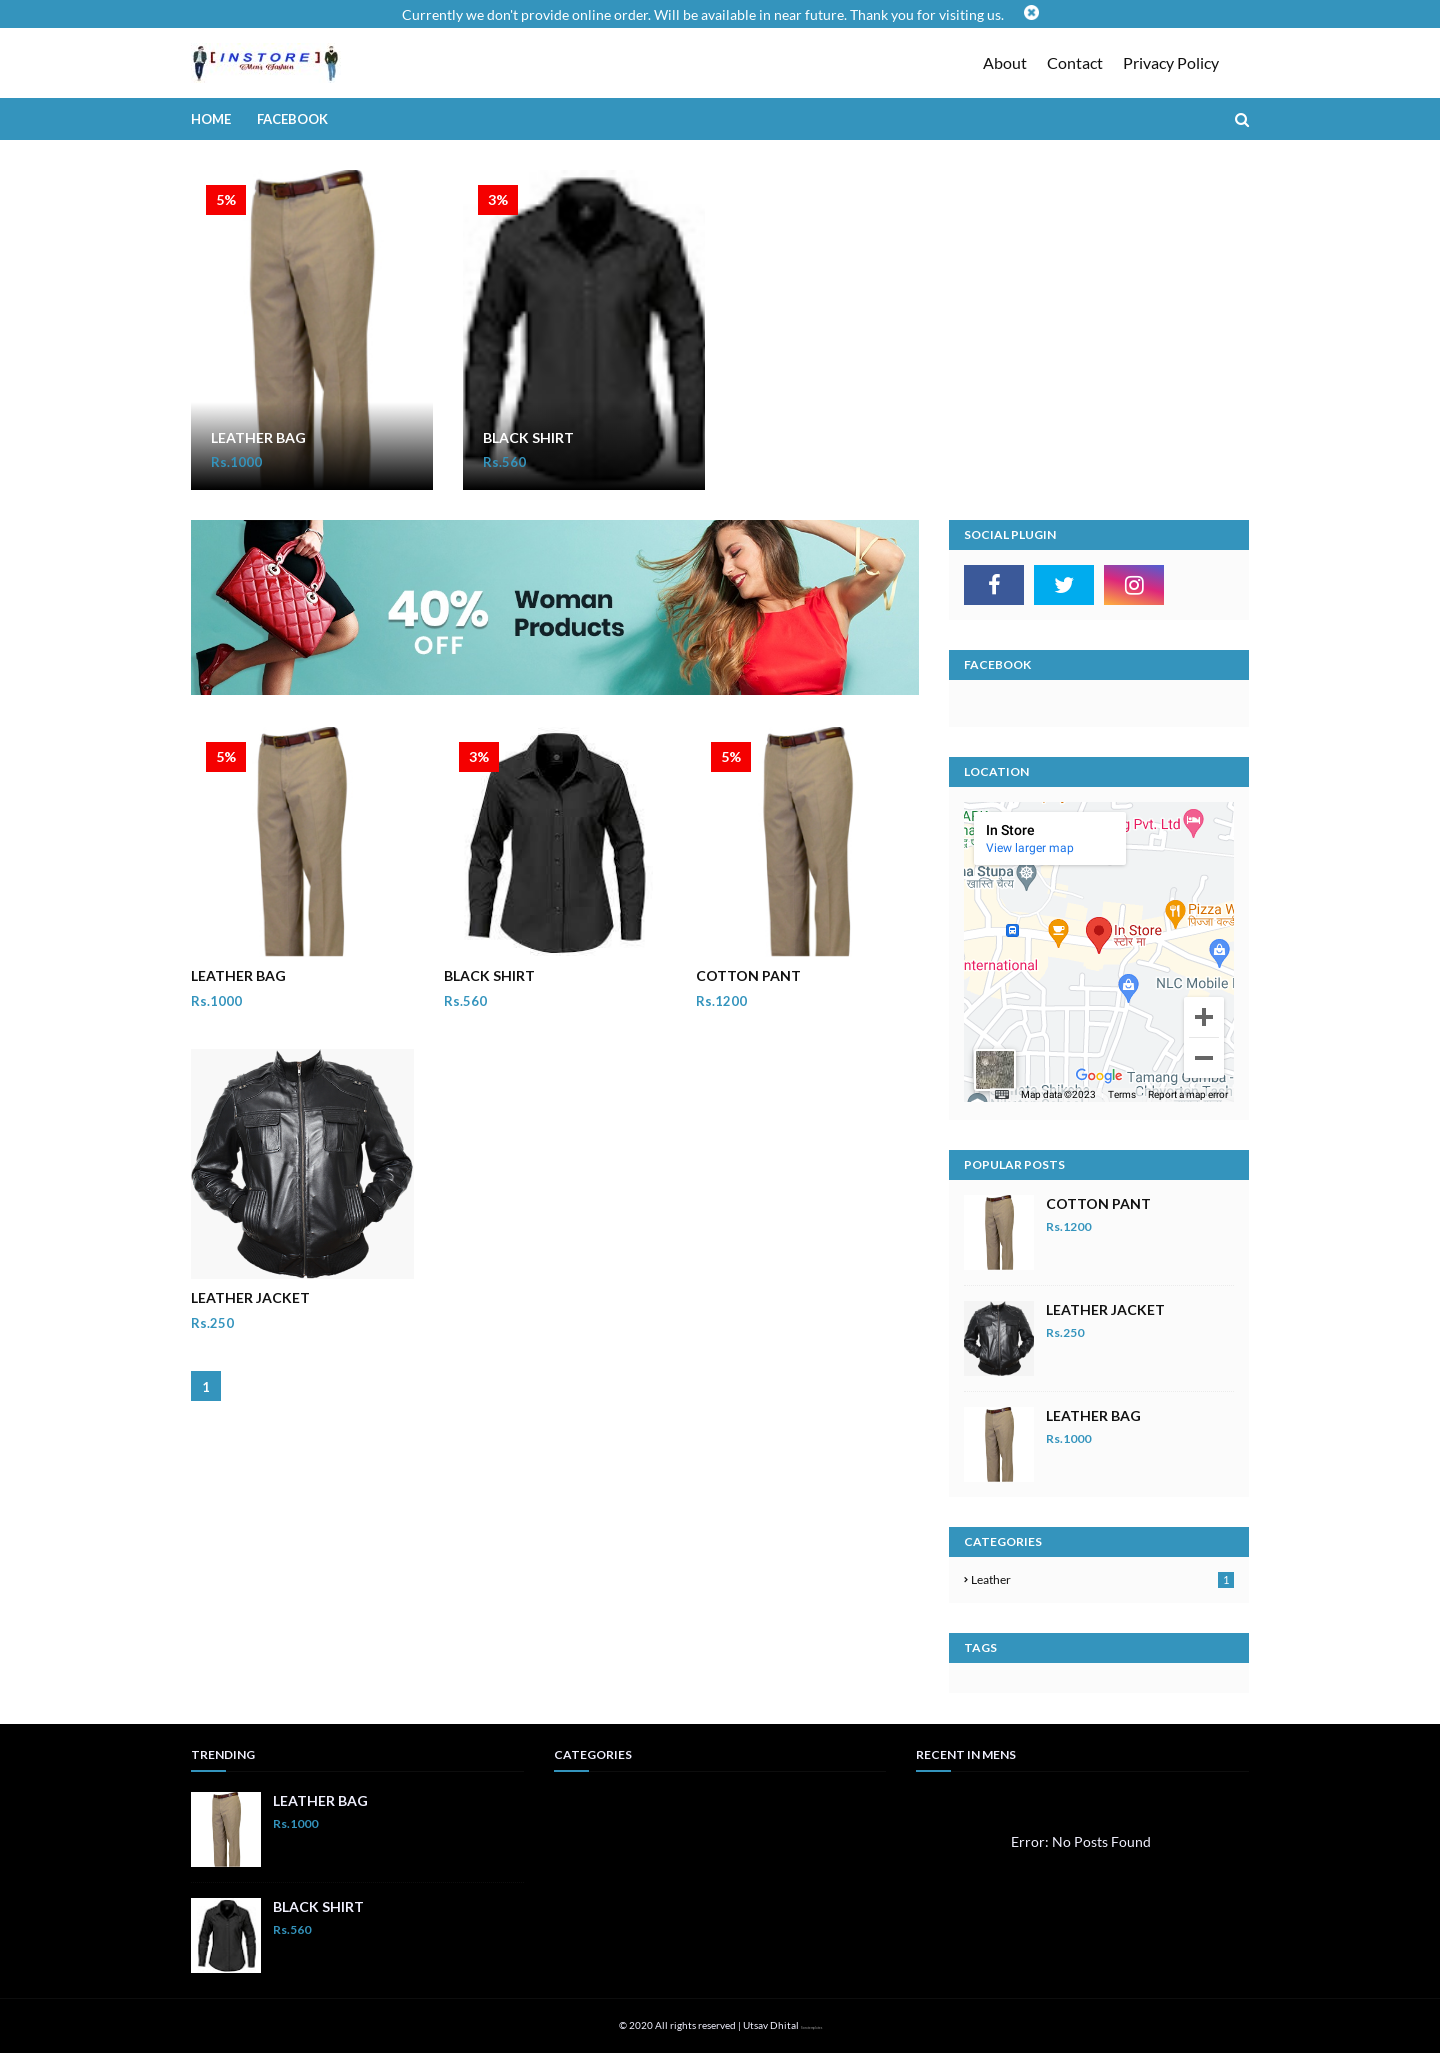 Currently we don't provide online order. Will be available in near future. Thank you for visiting us.
[ INSTORE ]
Men's Fashion
About Contact Privacy Policy
HOME FACEBOOK
5%
LEATHER BAG
Rs.1000
3%
BLACK SHIRT
Rs.560
40%
OFF
Woman
Products
5%
LEATHER BAG
Rs.1000
3%
BLACK SHIRT
Rs.560
5%
COTTON PANT
Rs.1200
LEATHER JACKET
Rs.250
1
SOCIAL PLUGIN
FACEBOOK
LOCATION
In Store
View larger map
g Pvt. Ltd
na Stupa
खास्ति चैत्य
Pizza W
पिज्जा वर्ल्ड
In Store
स्टोर ना
nternational
NLC Mobile
Google
Tamang Gumba -
Map data ©2023 Terms Report a map error
POPULAR POSTS
COTTON PANT
Rs.1200
LEATHER JACKET
Rs.250
LEATHER BAG
Rs.1000
CATEGORIES
Leather 1
TAGS
TRENDING
LEATHER BAG
Rs.1000
BLACK SHIRT
Rs.560
CATEGORIES
RECENT IN MENS
Error: No Posts Found
© 2020 All rights reserved | Utsav Dhital